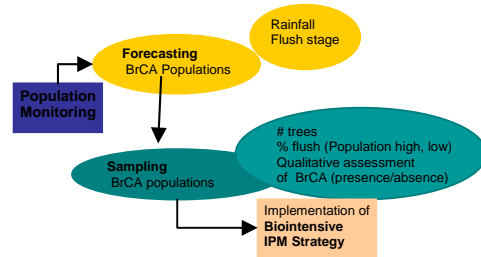 Rainfall
Flush stage
Forecasting
BrCA Populations
Population
Monitoring
# trees
% flush (Population high, low)
Qualitative assessment
of BrCA (presence/absence)
Sampling
BrCA populations
Implementation of
Biointensive
IPM Strategy